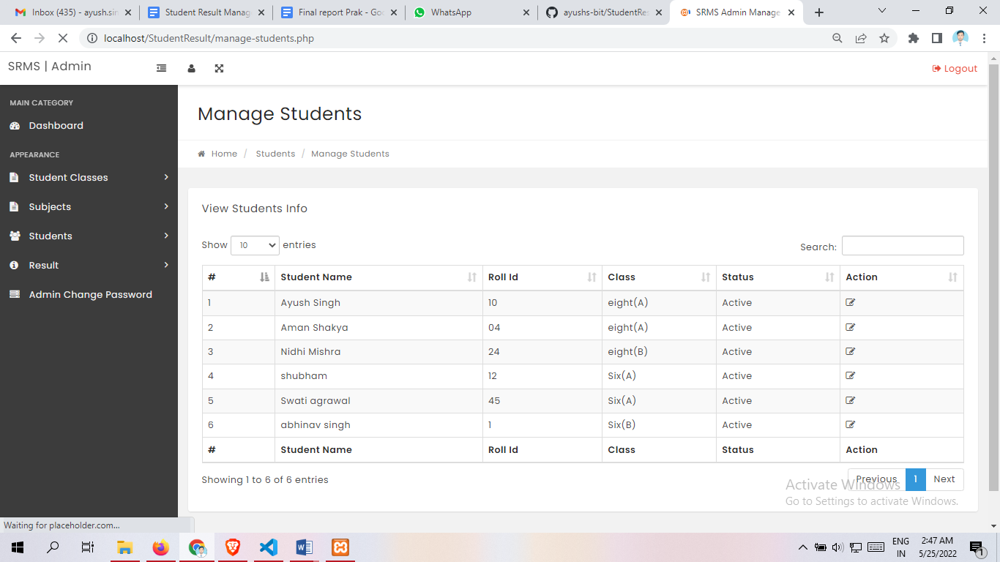 Inbox (435) - ayush.sin
Student Result Manag
Final report Prak - Goo
WhatsApp
ayushs-bit/StudentRes
SRMS Admin Manage
localhost/StudentResult/manage-students.php
SRMS | Admin
Logout
MAIN CATEGORY
Dashboard
APPEARANCE
Student Classes
Subjects
Students
Result
Admin Change Password
Manage Students
Home / Students / Manage Students
View Students Info
Show 10 entries
Search:
# Student Name Roll Id Class Status Action
1 Ayush Singh 10 eight(A) Active
2 Aman Shakya 04 eight(A) Active
3 Nidhi Mishra 24 eight(B) Active
4 shubham 12 Six(A) Active
5 Swati agrawal 45 Six(A) Active
6 abhinav singh 1 Six(B) Active
# Student Name Roll Id Class Status Action
Showing 1 to 6 of 6 entries
Previous 1 Next
Activate Windows
Go to Settings to activate Windows.
Waiting for placeholder.com...
ENG
IN
2:47 AM
5/25/2022
1